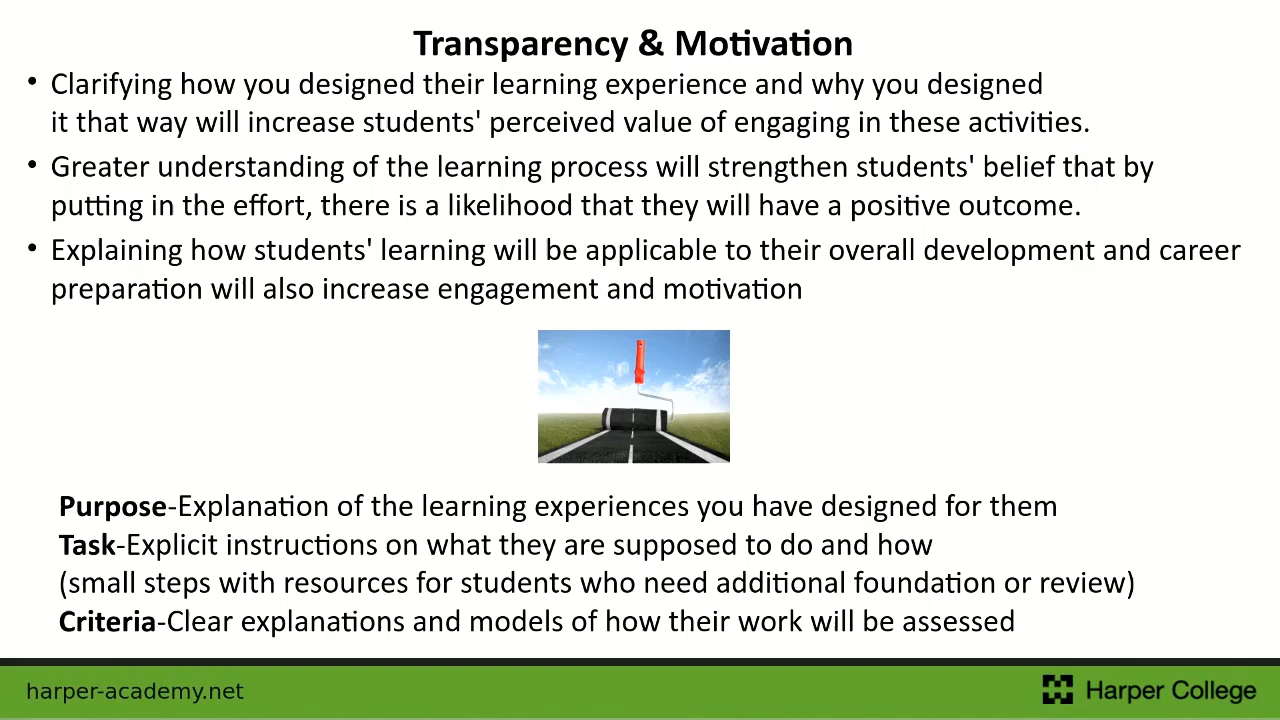 Transparency & Motivation
• Clarifying how you designed their learning experience and why you designed
it that way will increase students' perceived value of engaging in these activities.
• Greater understanding of the learning process will strengthen students' belief that by
putting in the effort, there is a likelihood that they will have a positive outcome.
• Explaining how students' learning will be applicable to their overall development and career
preparation will also increase engagement and motivation
Purpose-Explanation of the learning experiences you have designed for them
Task-Explicit instructions on what they are supposed to do and how
(small steps with resources for students who need additional foundation or review)
Criteria-Clear explanations and models of how their work will be assessed
harper-academy.net
Harper College